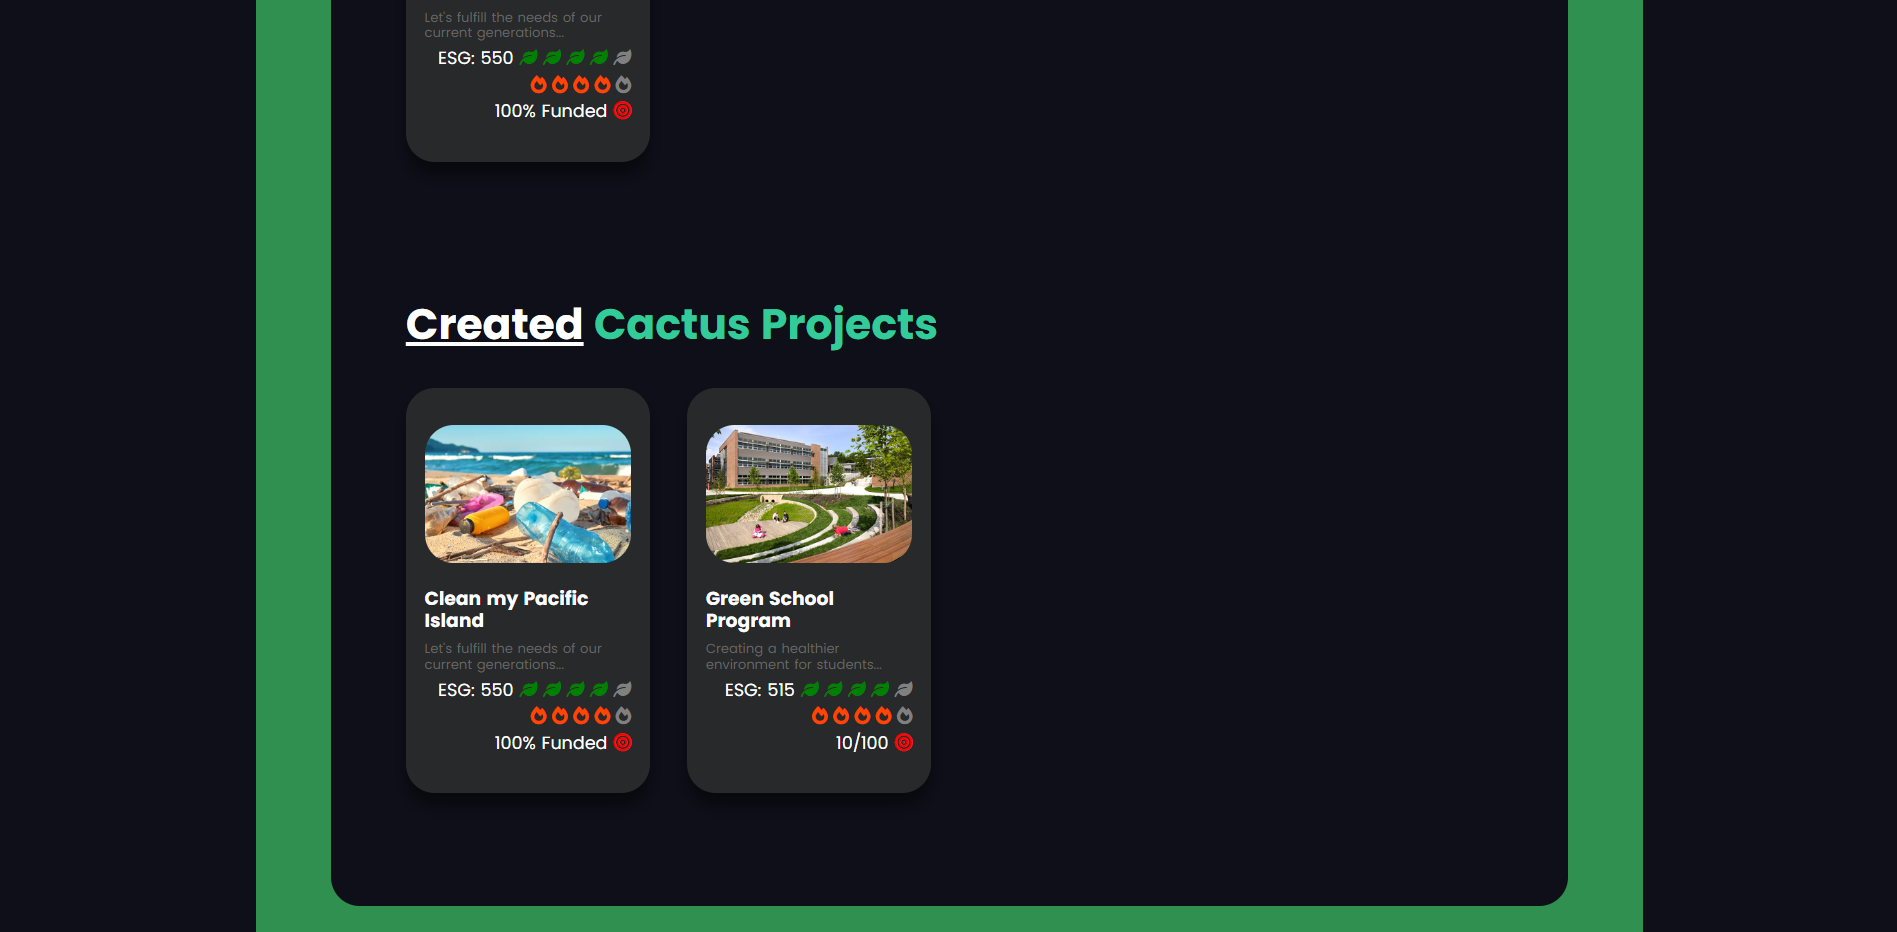 Let's fulfill the needs of our
current generations...
ESG: 550
100% Funded
Created Cactus Projects
Clean my Pacific
Island
Let's fulfill the needs of our
current generations...
ESG: 550
100% Funded
Green School
Program
Creating a healthier
environment for students...
ESG: 515
10/100